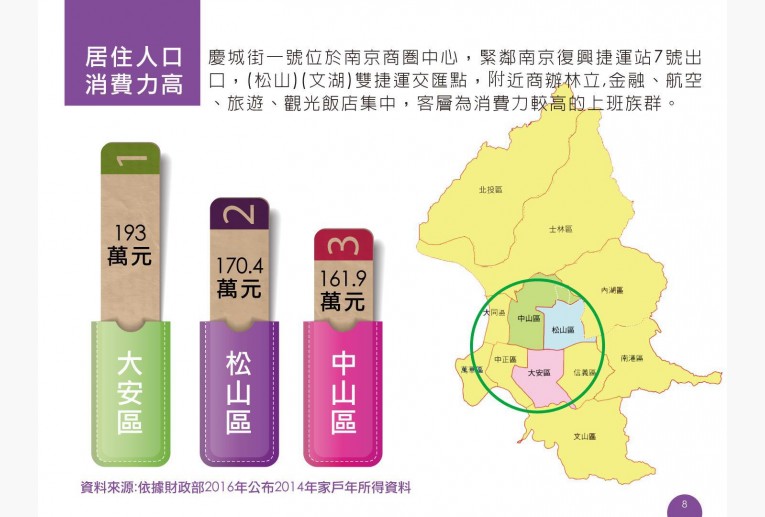 居住人口
消費力高
慶城街一號位於南京商圈中心，緊鄰南京復興捷運站7號出
口，(松山)(文湖)雙捷運交匯點，附近商辦林立,金融、航空
、旅遊、觀光飯店集中，客層為消費力較高的上班族群。
1
193
萬元
大安區
2
170.4
萬元
松山區
3
161.9
萬元
中山區
北投區
士林區
內湖區
大同區
中山區
松山區
萬華區
中正區
大安區
信義區
南港區
文山區
資料來源:依據財政部2016年公布2014年家戶年所得資料
8